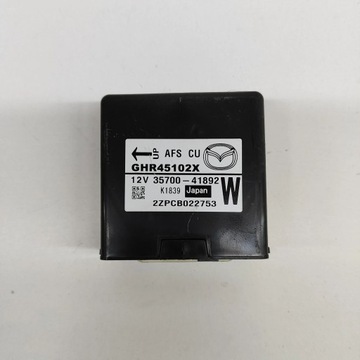 UP AFS CU
GHR45102X
12V 35700-41892
K1839 Japan W
2ZPCB022753